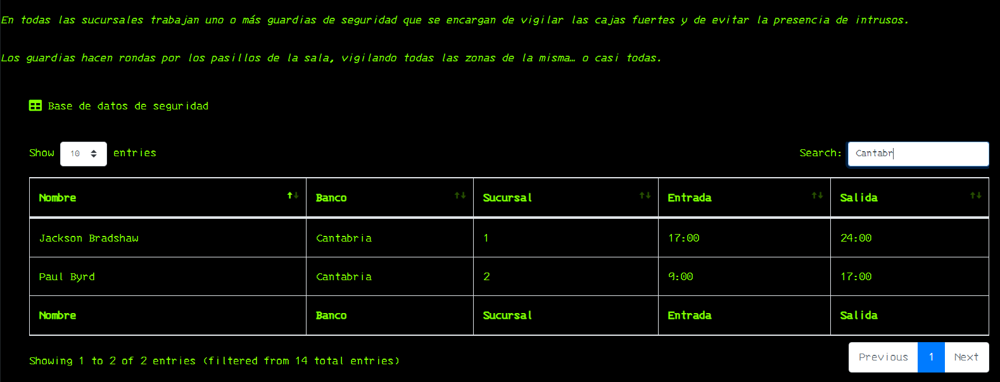 En todas las sucursales trabajan uno o más guardias de seguridad que se encargan de vigilar las cajas fuertes y de evitar la presencia de intrusos.
Los guardias hacen rondas por los pasillos de la sala, vigilando todas las zonas de la misma… o casi todas.
Base de datos de seguridad
Show 10 entries Search: Cantabr
Nombre Banco Sucursal Entrada Salida
Jackson Bradshaw Cantabria 1 17:00 24:00
Paul Byrd Cantabria 2 9:00 17:00
Nombre Banco Sucursal Entrada Salida
Showing 1 to 2 of 2 entries (filtered from 14 total entries) Previous 1 Next